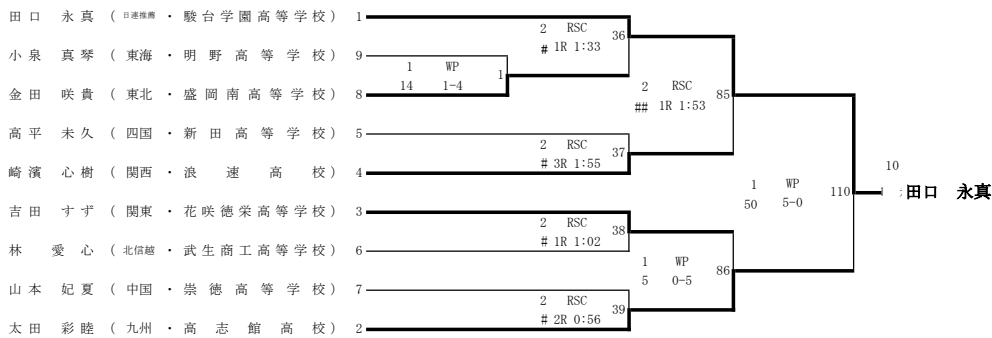 田口 永真 ( 日連推薦 ・ 駿台学園高等学校 ) 1
2 RSC
# 1R 1:33
36
小泉 真琴 ( 東海 ・ 明野高等学校 ) 9
1 WP
14 1-4
1
金田 咲貴 ( 東北 ・ 盛岡南高等学校 ) 8
2 RSC
## 1R 1:53
85
高平 未久 ( 四国 ・ 新田高等学校 ) 5
2 RSC
# 3R 1:55
37
崎濱 心樹 ( 関西 ・ 浪速高校 ) 4
1 WP
50 5-0
110
10
田口 永真
吉田 すず ( 関東 ・ 花咲徳栄高等学校 ) 3
2 RSC
# 1R 1:02
38
林 愛心 ( 北信越 ・ 武生商工高等学校 ) 6
1 WP
5 0-5
86
山本 妃夏 ( 中国 ・ 崇徳高等学校 ) 7
2 RSC
# 2R 0:56
39
太田 彩睦 ( 九州 ・ 高志館高校 ) 2